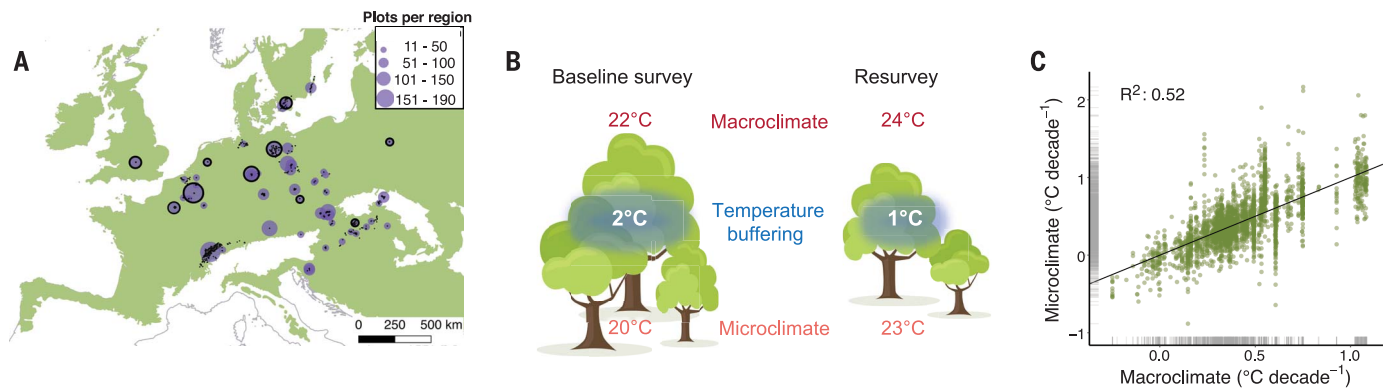 A
Plots per region
11 - 50
51 - 100
101 - 150
151 - 190
0 250 500 km
B
Baseline survey
Resurvey
22°C Macroclimate 24°C
2°C Temperature 1°C
buffering
20°C Microclimate 23°C
C
R²: 0.52
Microclimate (°C decade⁻¹)
2
1
0
−1
0.0 0.5 1.0
Macroclimate (°C decade⁻¹)